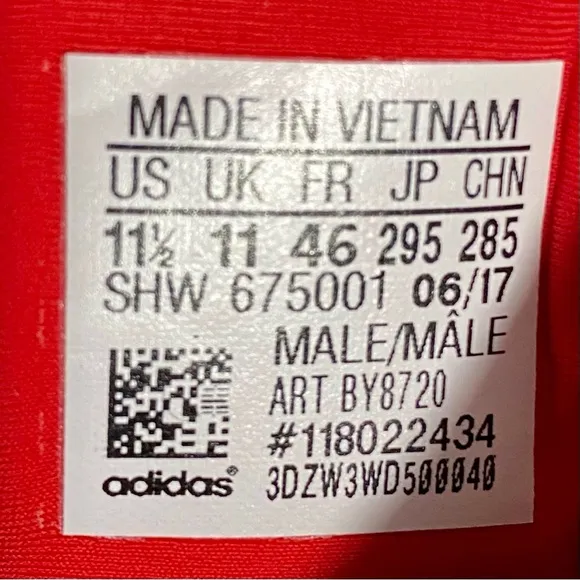 MADE IN VIETNAM
US UK FR JP CHN
11½ 11 46 295 285
SHW 675001 06/17
MALE/MÂLE
ART BY8720
#118022434
adidas® 3DZW3WD500040